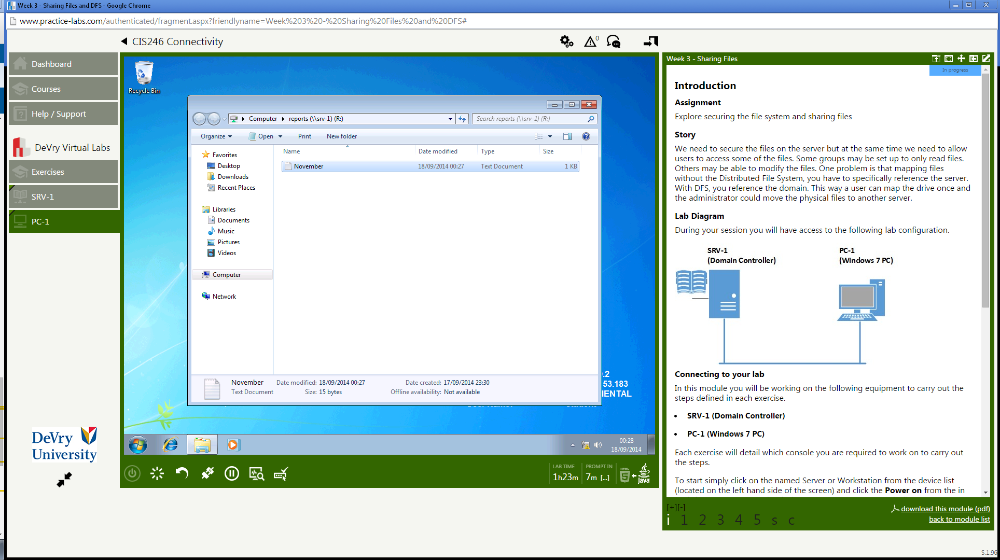 Week 3 - Sharing Files and DFS - Google Chrome
www.practice-labs.com/authenticated/fragment.aspx?friendlyname=Week%203%20-%20Sharing%20Files%20and%20DFS#
CIS246 Connectivity
0
Dashboard
Courses
Help / Support
DeVry Virtual Labs
Exercises
SRV-1
PC-1
DeVry
University
Recycle Bin
Computer
reports (\\srv-1) (R:)
Search reports (\\srv-1) (R:)
Organize
Open
Print
New folder
Favorites
Desktop
Downloads
Recent Places
Libraries
Documents
Music
Pictures
Videos
Computer
Network
Name Date modified Type Size
November 18/09/2014 00:27 Text Document 1 KB
November Date modified: 18/09/2014 00:27 Date created: 17/09/2014 23:30
Text Document Size: 15 bytes Offline availability: Not available
.2
53.183
MENTAL
00:28
18/09/2014
LAB TIME PROMPT IN
1h23m 7m [...]
HTML
5
Java
Week 3 - Sharing Files
In progress
Introduction
Assignment
Explore securing the file system and sharing files
Story
We need to secure the files on the server but at the same time we need to allow
users to access some of the files. Some groups may be set up to only read files.
Others may be able to modify the files. One problem is that mapping files
without the Distributed File System, you have to specifically reference the server.
With DFS, you reference the domain. This way a user can map the drive once and
the administrator could move the physical files to another server.
Lab Diagram
During your session you will have access to the following lab configuration.
SRV-1
(Domain Controller)
PC-1
(Windows 7 PC)
Connecting to your lab
In this module you will be working on the following equipment to carry out the
steps defined in each exercise.
• SRV-1 (Domain Controller)
• PC-1 (Windows 7 PC)
Each exercise will detail which console you are required to work on to carry out
the steps.
To start simply click on the named Server or Workstation from the device list
(located on the left hand side of the screen) and click the Power on from the in
[+][-]
i 1 2 3 4 5 s c
download this module (pdf)
back to module list
S.1.96